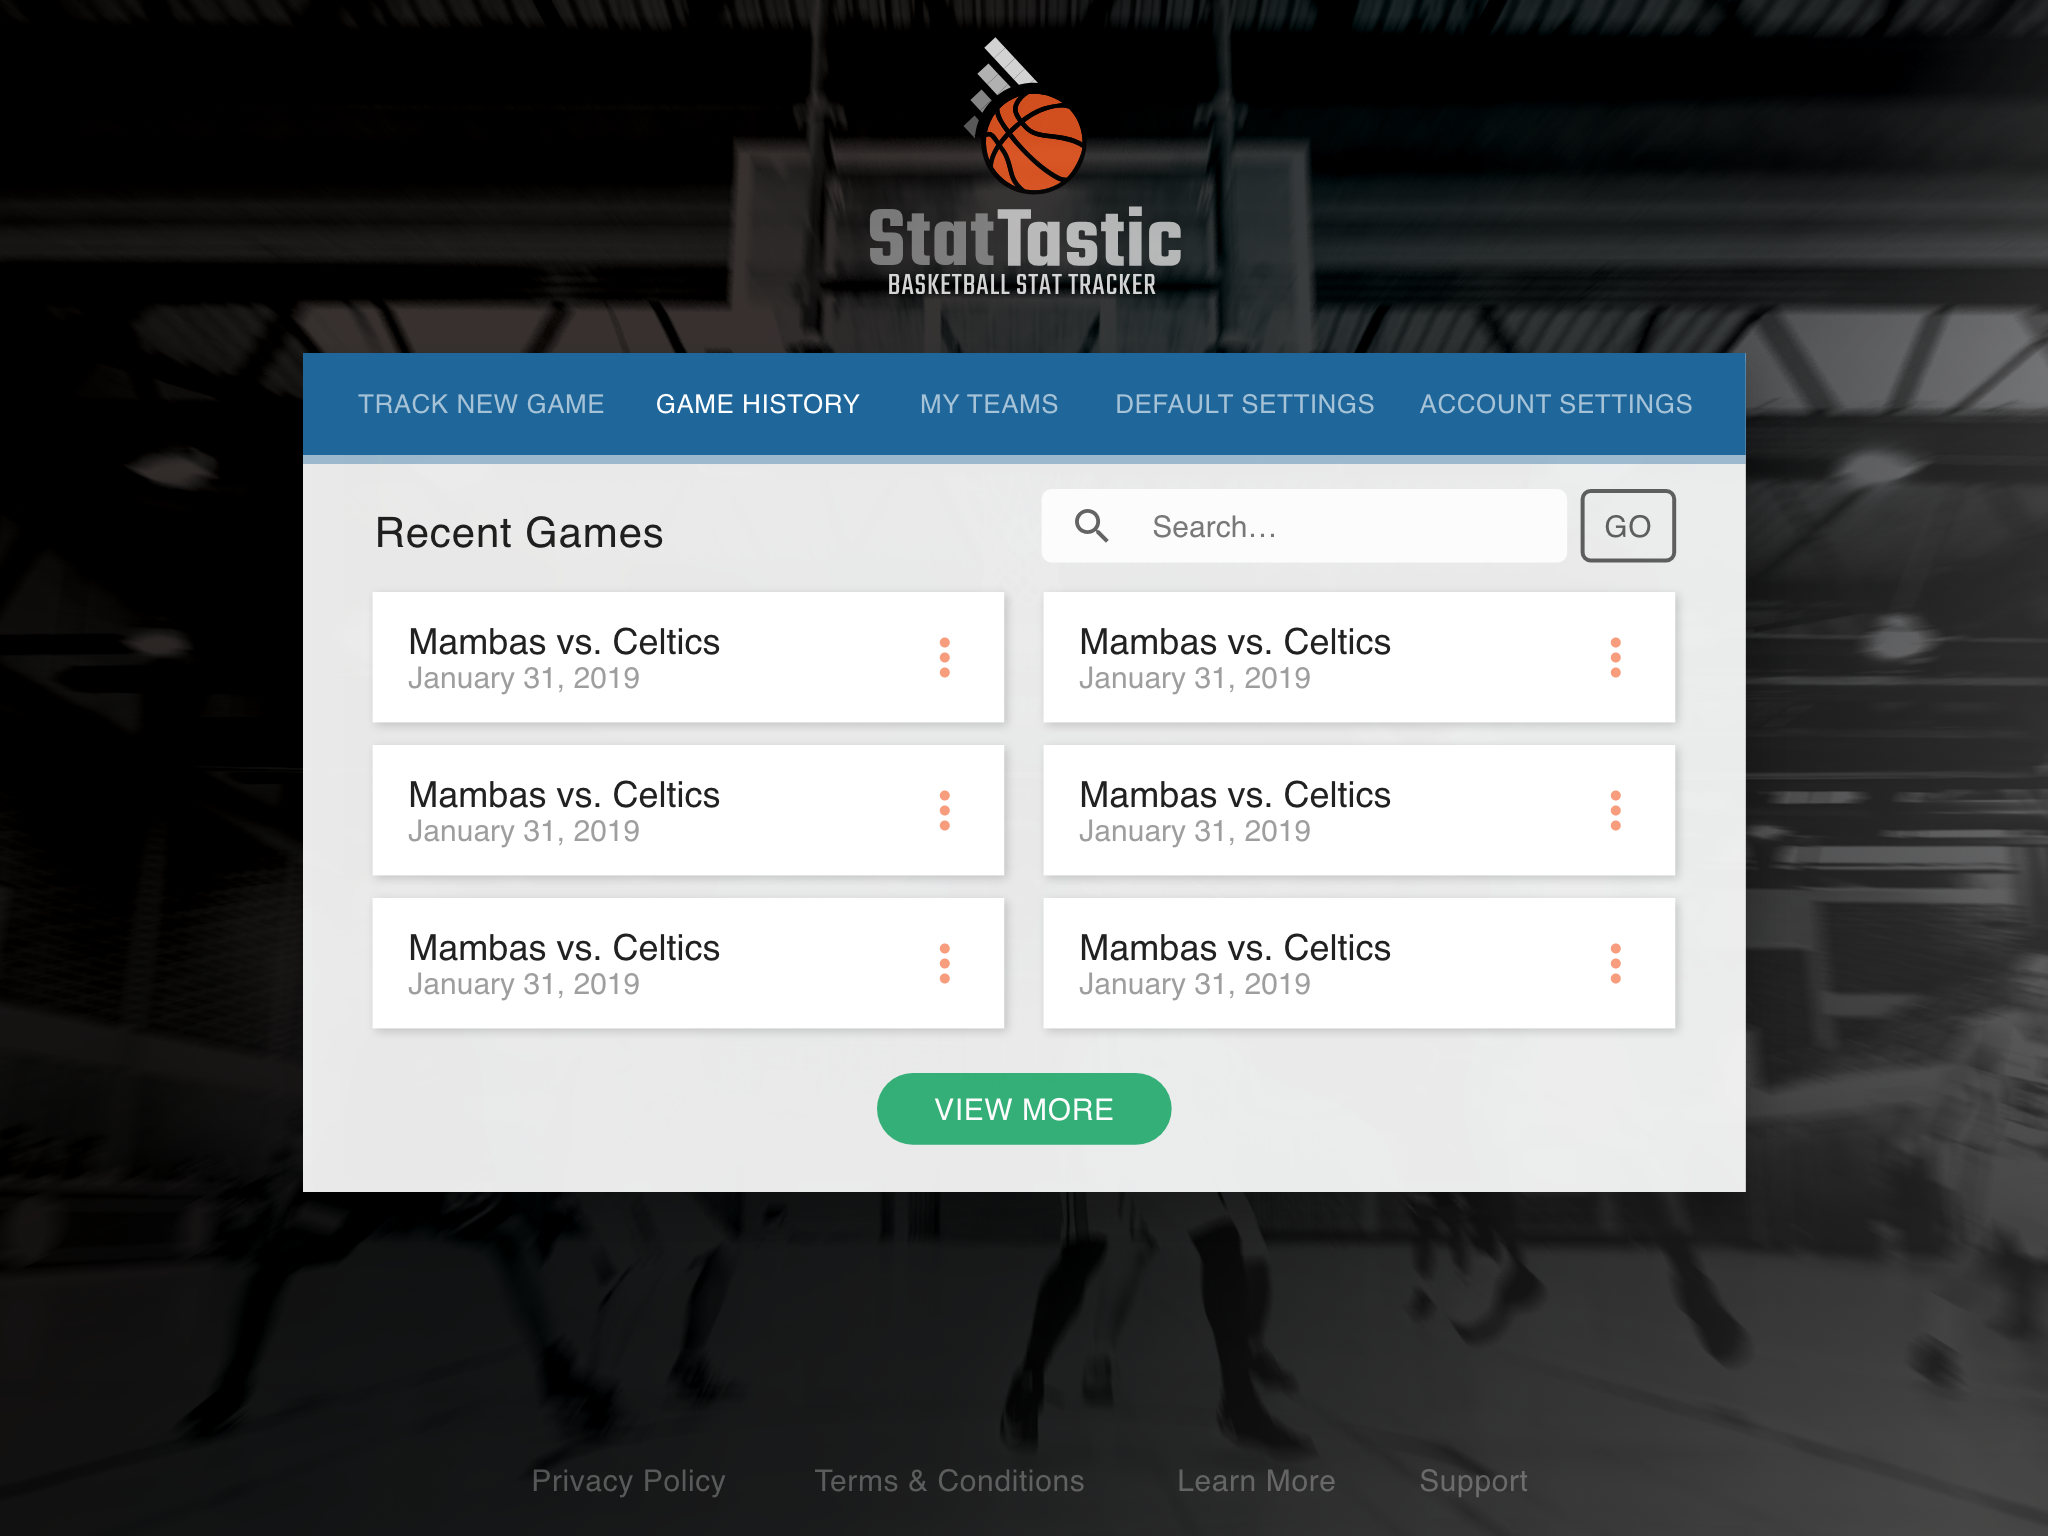 StatTastic
BASKETBALL STAT TRACKER
TRACK NEW GAME GAME HISTORY MY TEAMS DEFAULT SETTINGS ACCOUNT SETTINGS
Recent Games
Search...
GO
Mambas vs. Celtics
January 31, 2019
Mambas vs. Celtics
January 31, 2019
Mambas vs. Celtics
January 31, 2019
Mambas vs. Celtics
January 31, 2019
Mambas vs. Celtics
January 31, 2019
Mambas vs. Celtics
January 31, 2019
VIEW MORE
Privacy Policy Terms & Conditions Learn More Support